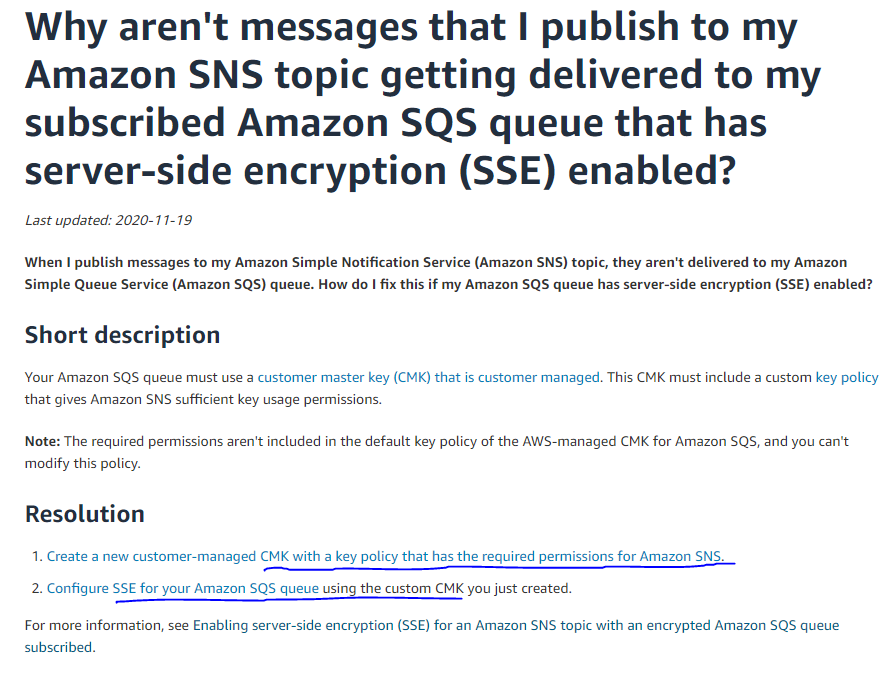 Why aren't messages that I publish to my
Amazon SNS topic getting delivered to my
subscribed Amazon SQS queue that has
server-side encryption (SSE) enabled?
Last updated: 2020-11-19
When I publish messages to my Amazon Simple Notification Service (Amazon SNS) topic, they aren't delivered to my Amazon
Simple Queue Service (Amazon SQS) queue. How do I fix this if my Amazon SQS queue has server-side encryption (SSE) enabled?
Short description
Your Amazon SQS queue must use a customer master key (CMK) that is customer managed. This CMK must include a custom key policy
that gives Amazon SNS sufficient key usage permissions.
Note: The required permissions aren't included in the default key policy of the AWS-managed CMK for Amazon SQS, and you can't
modify this policy.
Resolution
1. Create a new customer-managed CMK with a key policy that has the required permissions for Amazon SNS.
2. Configure SSE for your Amazon SQS queue using the custom CMK you just created.
For more information, see Enabling server-side encryption (SSE) for an Amazon SNS topic with an encrypted Amazon SQS queue
subscribed.